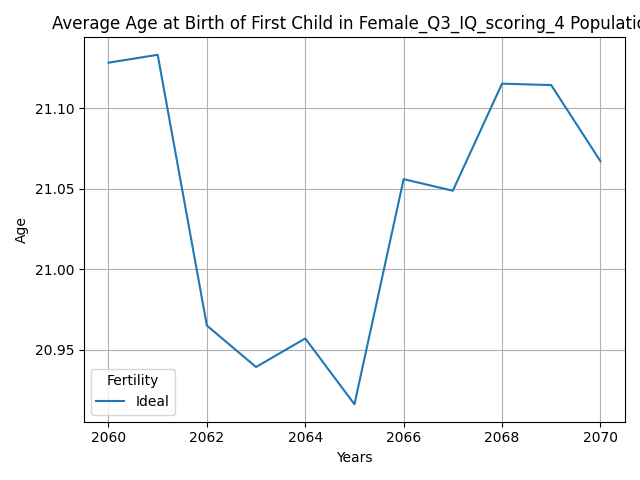 Average Age at Birth of First Child in Female_Q3_IQ_scoring_4 Populatio
21.10
21.05
21.00
20.95
Age
Fertility
Ideal
2060 2062 2064 2066 2068 2070
Years